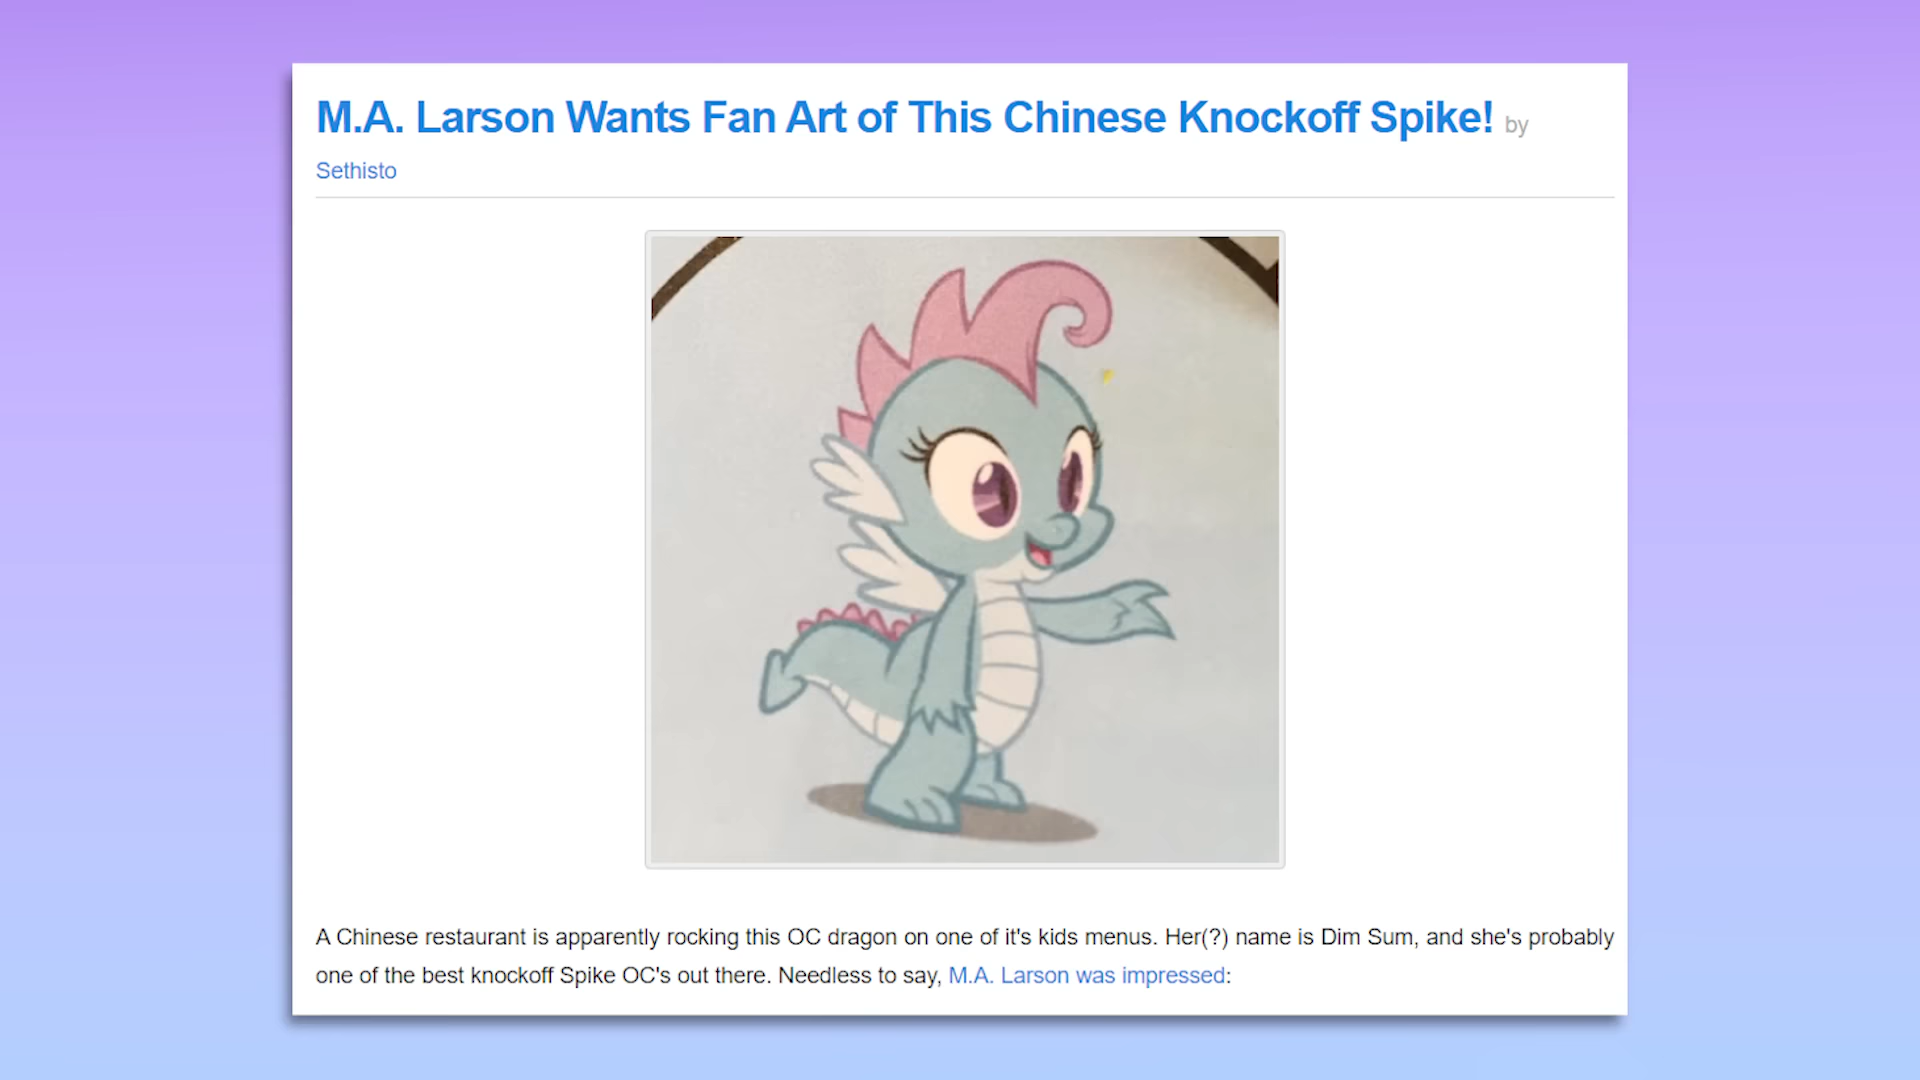 M.A. Larson Wants Fan Art of This Chinese Knockoff Spike! by
Sethisto
A Chinese restaurant is apparently rocking this OC dragon on one of it's kids menus. Her(?) name is Dim Sum, and she's probably
one of the best knockoff Spike OC's out there. Needless to say, M.A. Larson was impressed: